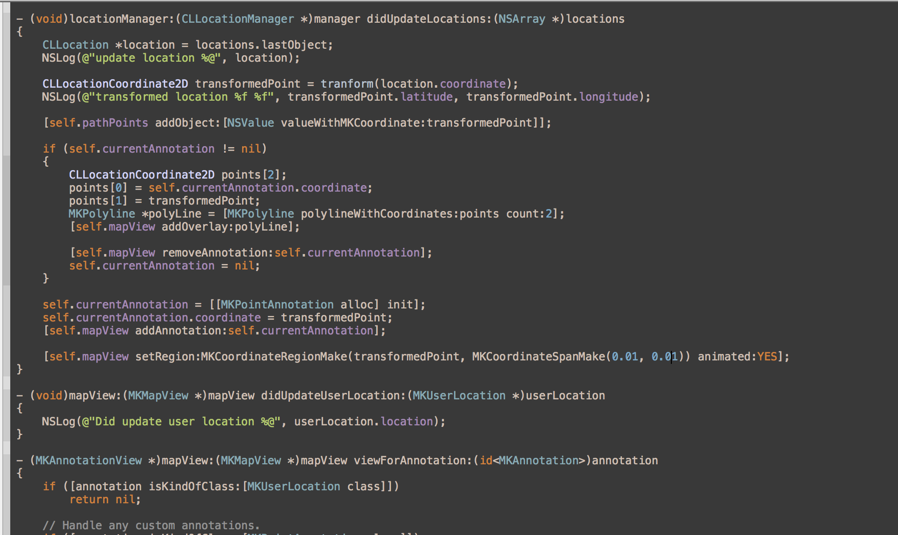 - (void)locationManager:(CLLocationManager *)manager didUpdateLocations:(NSArray *)locations
{
    CLLocation *location = locations.lastObject;
    NSLog(@"update location %@", location);

    CLLocationCoordinate2D transformedPoint = tranform(location.coordinate);
    NSLog(@"transformed location %f %f", transformedPoint.latitude, transformedPoint.longitude);

    [self.pathPoints addObject:[NSValue valueWithMKCoordinate:transformedPoint]];

    if (self.currentAnnotation != nil)
    {
        CLLocationCoordinate2D points[2];
        points[0] = self.currentAnnotation.coordinate;
        points[1] = transformedPoint;
        MKPolyline *polyLine = [MKPolyline polylineWithCoordinates:points count:2];
        [self.mapView addOverlay:polyLine];

        [self.mapView removeAnnotation:self.currentAnnotation];
        self.currentAnnotation = nil;
    }

    self.currentAnnotation = [[MKPointAnnotation alloc] init];
    self.currentAnnotation.coordinate = transformedPoint;
    [self.mapView addAnnotation:self.currentAnnotation];

    [self.mapView setRegion:MKCoordinateRegionMake(transformedPoint, MKCoordinateSpanMake(0.01, 0.01)) animated:YES];
}

- (void)mapView:(MKMapView *)mapView didUpdateUserLocation:(MKUserLocation *)userLocation
{
    NSLog(@"Did update user location %@", userLocation.location);
}

- (MKAnnotationView *)mapView:(MKMapView *)mapView viewForAnnotation:(id<MKAnnotation>)annotation
{
    if ([annotation isKindOfClass:[MKUserLocation class]])
        return nil;

    // Handle any custom annotations.